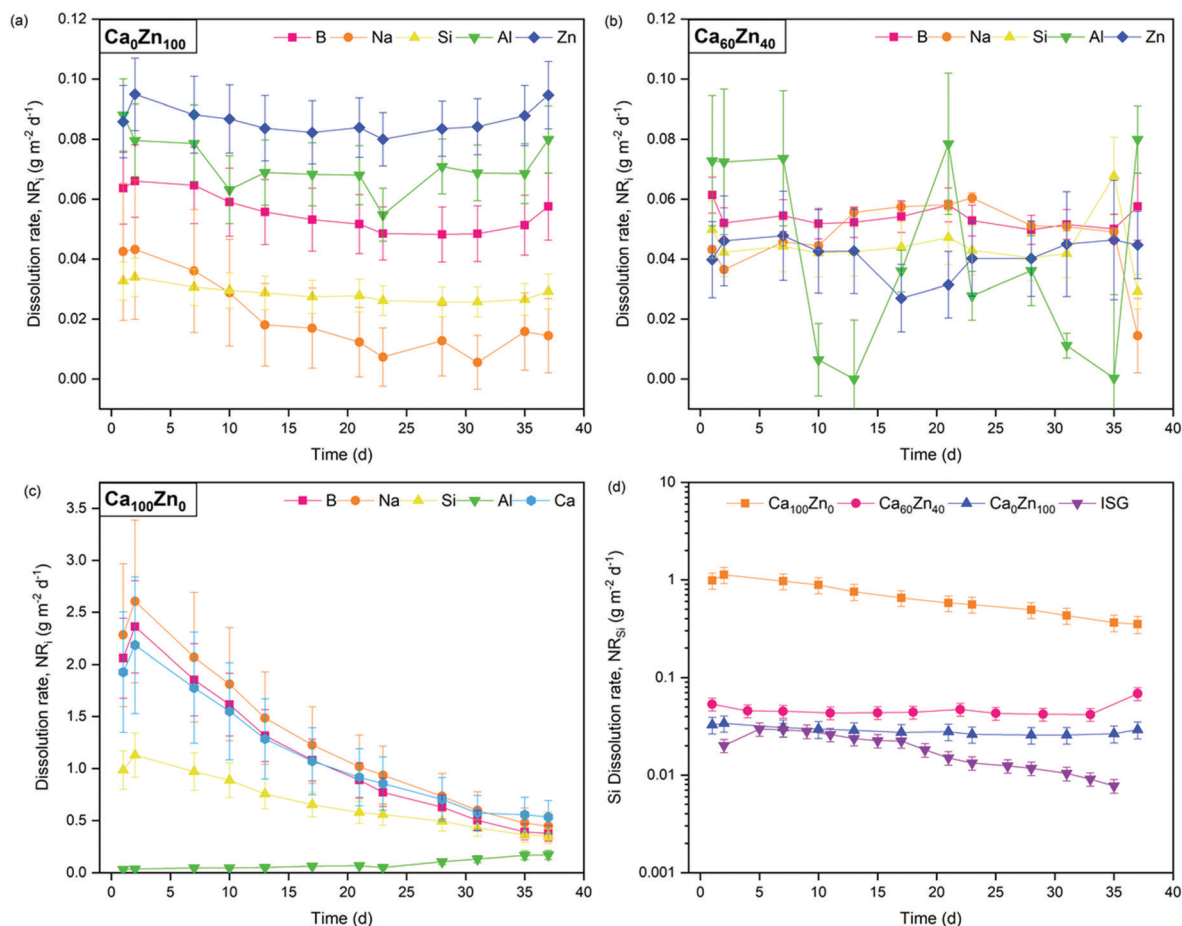 (a)
Ca₀Zn₁₀₀
B Na Si Al Zn
Dissolution rate, NRᵢ (g m⁻² d⁻¹)
0.12
0.10
0.08
0.06
0.04
0.02
0.00
0 5 10 15 20 25 30 35 40
Time (d)
(b)
Ca₆₀Zn₄₀
B Na Si Al Zn
Dissolution rate, NRᵢ (g m⁻² d⁻¹)
0.12
0.10
0.08
0.06
0.04
0.02
0.00
0 5 10 15 20 25 30 35 40
Time (d)
(c)
Ca₁₀₀Zn₀
B Na Si Al Ca
Dissolution rate, NRᵢ (g m⁻² d⁻¹)
3.5
3.0
2.5
2.0
1.5
1.0
0.5
0.0
0 5 10 15 20 25 30 35 40
Time (d)
(d)
Ca₁₀₀Zn₀ Ca₆₀Zn₄₀ Ca₀Zn₁₀₀ ISG
Si Dissolution rate, NR_Si (g m⁻² d⁻¹)
10
1
0.1
0.01
0.001
0 5 10 15 20 25 30 35 40
Time (d)